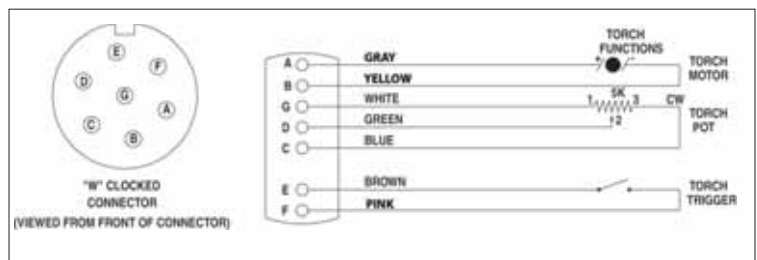 E
F
D
G
A
C
B
"W" CLOCKED
CONNECTOR
(VIEWED FROM FRONT OF CONNECTOR)
TORCH
FUNCTIONS
A GRAY + - TORCH
MOTOR
B YELLOW
G WHITE 1 5K 3 CW
TORCH
POT
D GREEN 2
C BLUE
E BROWN TORCH
TRIGGER
F PINK